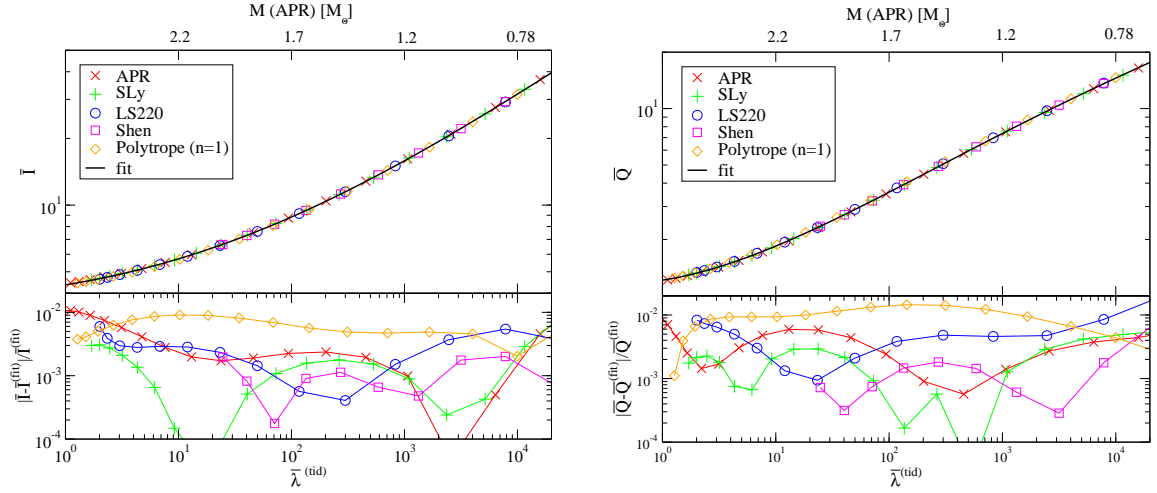 M (APR) [M⊙]
2.2 1.7 1.2 0.78
APR
SLy
LS220
Shen
Polytrope (n=1)
fit
Ī
10¹
10⁻²
10⁻³
10⁻⁴
|Ī-Ī⁽ᶠⁱᵗ⁾|/Ī⁽ᶠⁱᵗ⁾
10⁰ 10¹ 10² 10³ 10⁴
λ̄⁽ᵗⁱᵈ⁾
M (APR) [M⊙]
2.2 1.7 1.2 0.78
APR
SLy
LS220
Shen
Polytrope (n=1)
fit
Q̄
10¹
10⁻²
10⁻³
10⁻⁴
|Q̄-Q̄⁽ᶠⁱᵗ⁾|/Q̄⁽ᶠⁱᵗ⁾
10⁰ 10¹ 10² 10³ 10⁴
λ̄⁽ᵗⁱᵈ⁾